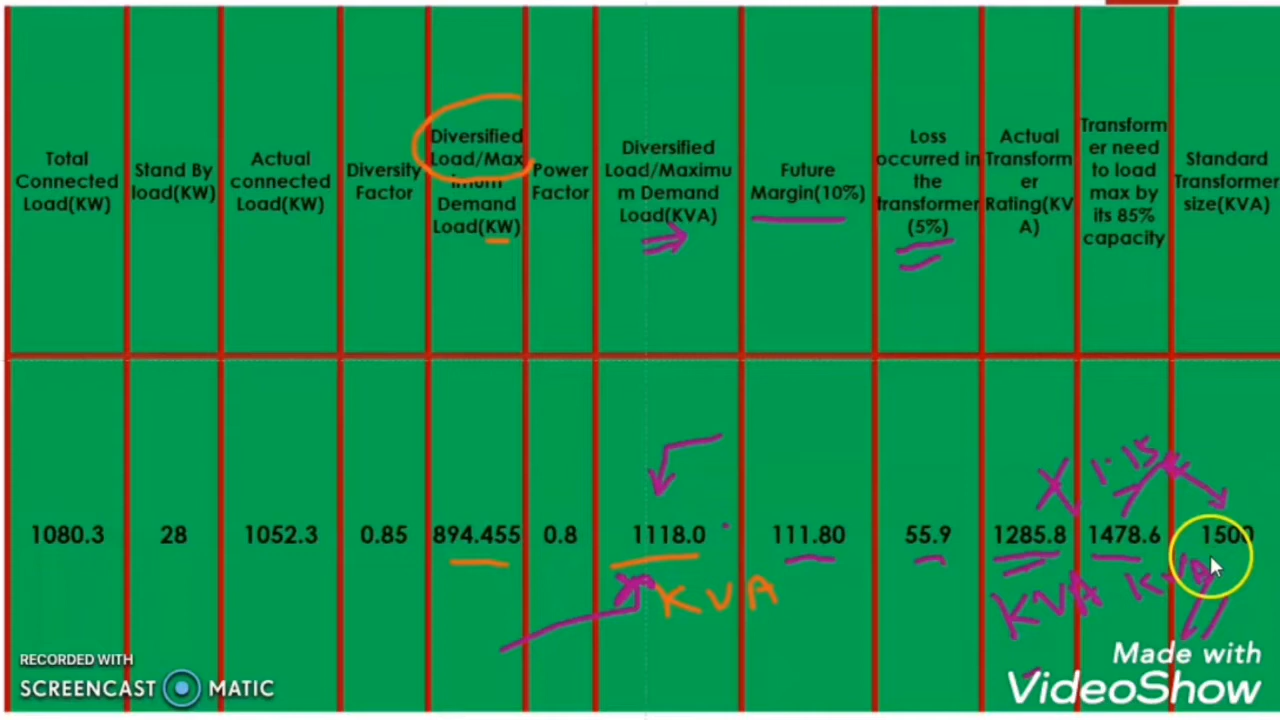 Total
Connected
Load(KW)
Stand By
load(KW)
Actual
connected
Load(KW)
Diversity
Factor
Diversified
Load/Max
imum
Demand
Load(KW)
Power
Factor
Diversified
Load/Maximu
m Demand
Load(KVA)
Future
Margin(10%)
Loss
occurred in
the
transformer
(5%)
Actual
Transform
er
Rating(KV
A)
Transform
er need
to load
max by
its 85%
capacity
Standard
Transformer
size(KVA)
X 1.15
1080.3 28 1052.3 0.85 894.455 0.8 1118.0 111.80 55.9 1285.8 1478.6 1500
KVA KVA KVA
RECORDED WITH
SCREENCAST MATIC
Made with
VideoShow